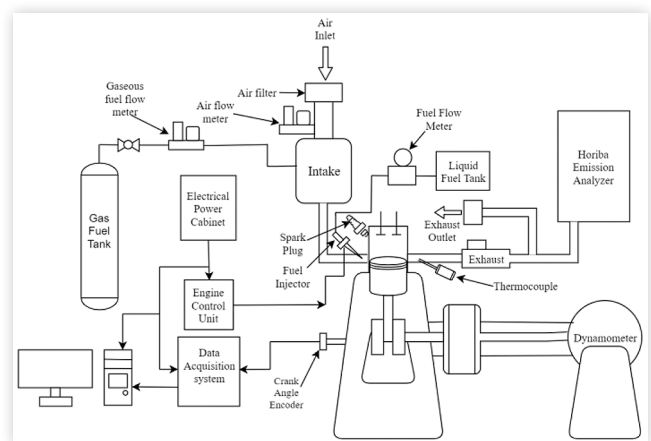 Air
Inlet
Gaseous
fuel flow
meter
Air flow
meter
Air filter
Fuel Flow
Meter
Horiba
Emission
Analyzer
Intake
Liquid
Fuel Tank
Gas
Fuel
Tank
Electrical
Power
Cabinet
Spark
Plug
Exhaust
Outlet
Fuel
Injector
Exhaust
Thermocouple
Engine
Control
Unit
Data
Acquisition
system
Crank
Angle
Encoder
Dynamometer